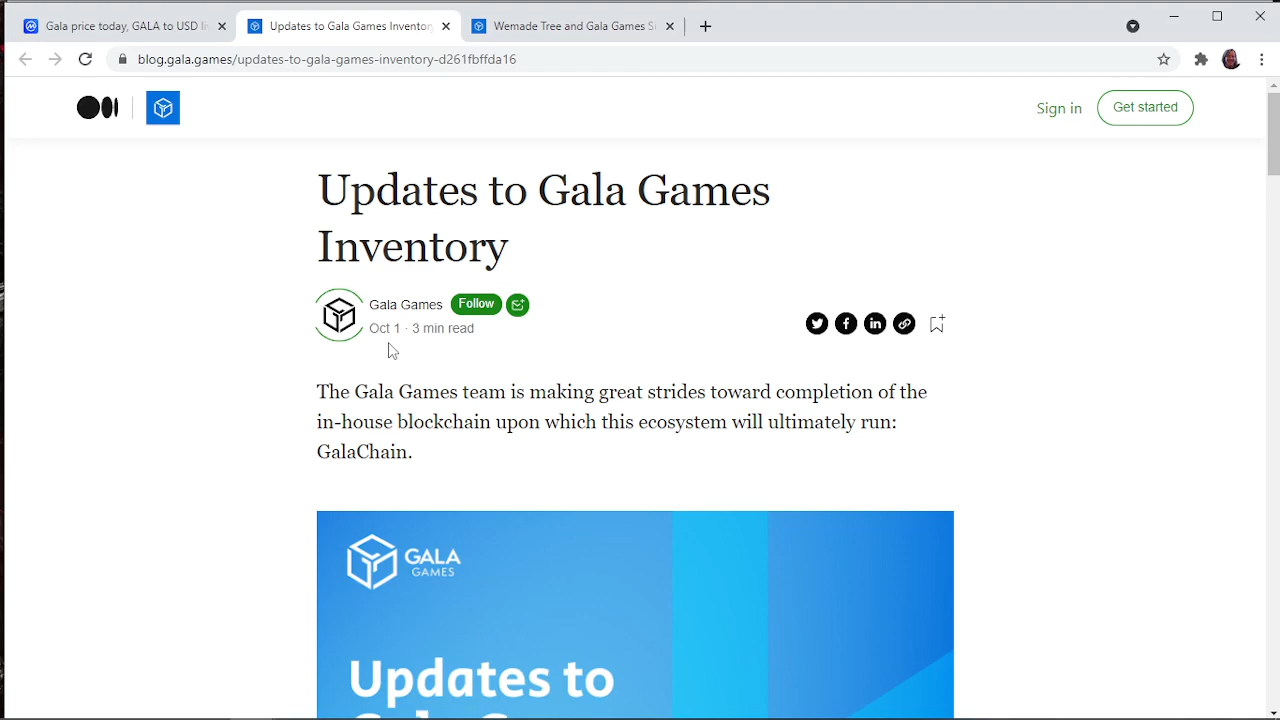 Gala price today, GALA to USD li
Updates to Gala Games Inventory
Wemade Tree and Gala Games Si
blog.gala.games/updates-to-gala-games-inventory-d261fbffda16
Sign in
Get started
Updates to Gala Games
Inventory
Gala Games
Follow
Oct 1 · 3 min read
The Gala Games team is making great strides toward completion of the
in-house blockchain upon which this ecosystem will ultimately run:
GalaChain.
GALA
GAMES
Updates to